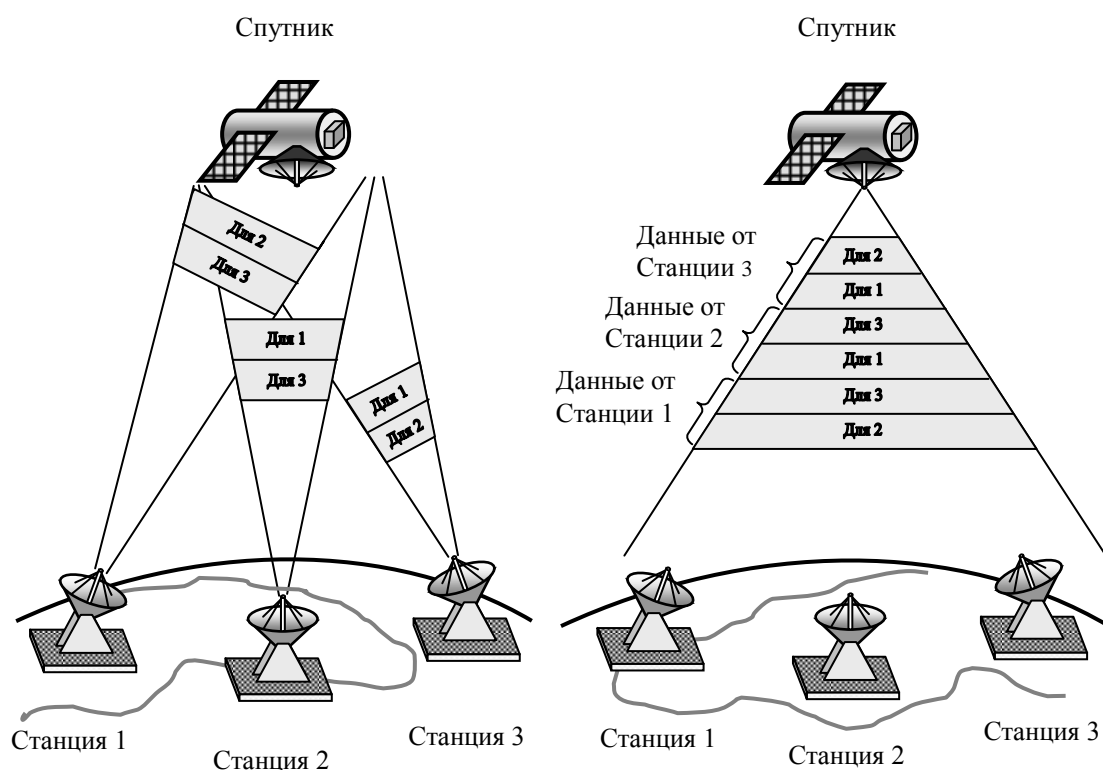 Спутник
Для 2
Для 3
Для 1
Для 3
Для 1
Для 2
Станция 1
Станция 2
Станция 3
Спутник
Данные от
Станции 3
Данные от
Станции 2
Данные от
Станции 1
Для 2
Для 1
Для 3
Для 1
Для 3
Для 2
Станция 1
Станция 2
Станция 3